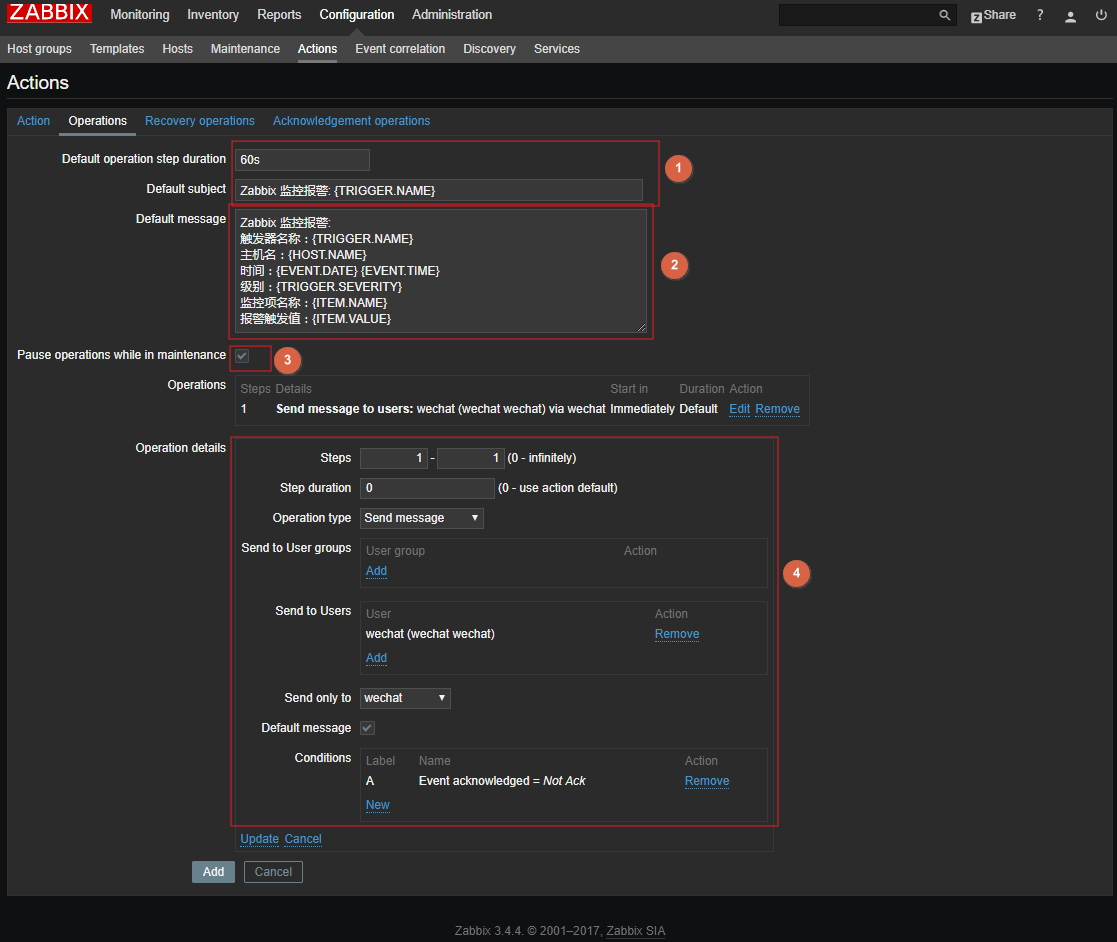 ZABBIX Monitoring Inventory Reports Configuration Administration Z Share ?
Host groups Templates Hosts Maintenance Actions Event correlation Discovery Services
Actions
Action Operations Recovery operations Acknowledgement operations
Default operation step duration 60s
1
Default subject Zabbix 监控报警: {TRIGGER.NAME}
Default message Zabbix 监控报警:
触发器名称：{TRIGGER.NAME}
主机名：{HOST.NAME}
2
时间：{EVENT.DATE} {EVENT.TIME}
级别：{TRIGGER.SEVERITY}
监控项名称：{ITEM.NAME}
报警触发值：{ITEM.VALUE}
Pause operations while in maintenance 3
Operations Steps Details Start in Duration Action
1 Send message to users: wechat (wechat wechat) via wechat Immediately Default Edit Remove
Operation details
Steps 1 - 1 (0 - infinitely)
Step duration 0 (0 - use action default)
Operation type Send message
Send to User groups User group Action
Add
4
Send to Users User Action
wechat (wechat wechat) Remove
Add
Send only to wechat
Default message
Conditions Label Name Action
A Event acknowledged = Not Ack Remove
New
Update Cancel
Add Cancel
Zabbix 3.4.4. © 2001–2017, Zabbix SIA